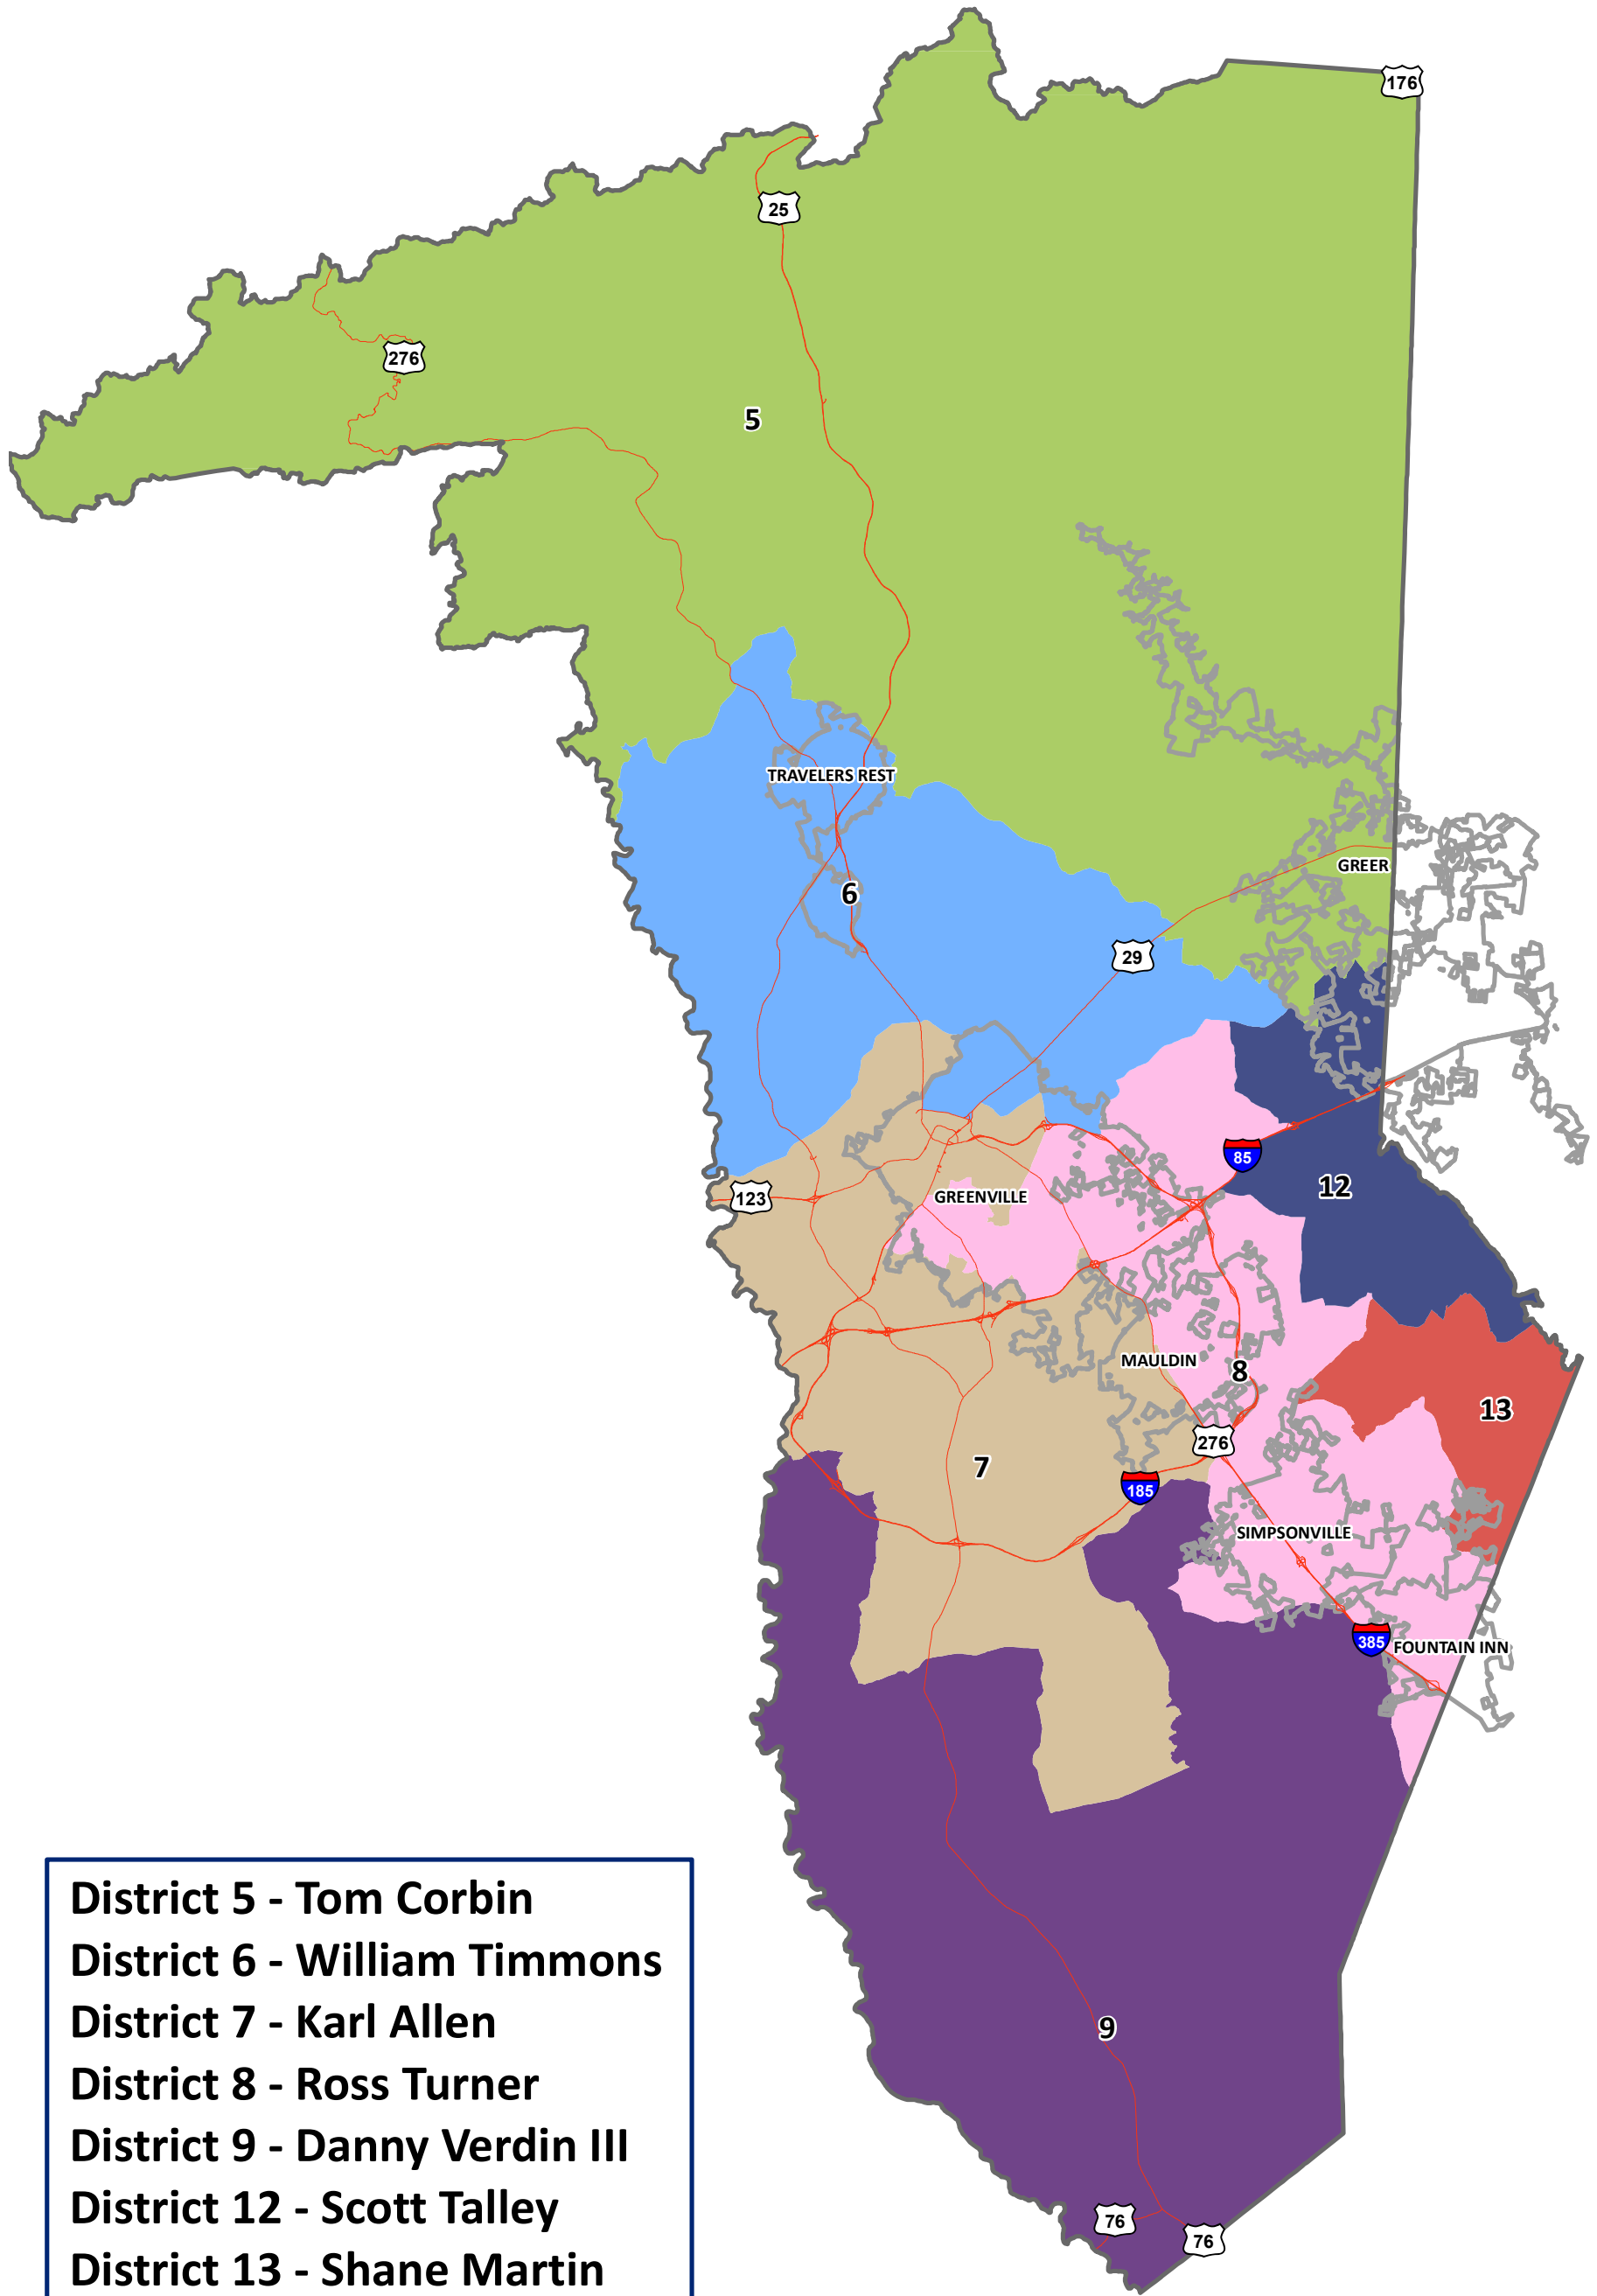 176
25
276
5
TRAVELERS REST
GREER
6
29
85
12
123
GREENVILLE
MAULDIN
8
13
276
7
185
SIMPSONVILLE
385
FOUNTAIN INN
District 5 - Tom Corbin
District 6 - William Timmons
District 7 - Karl Allen
9
District 8 - Ross Turner
District 9 - Danny Verdin III
District 12 - Scott Talley
76
76
District 13 - Shane Martin